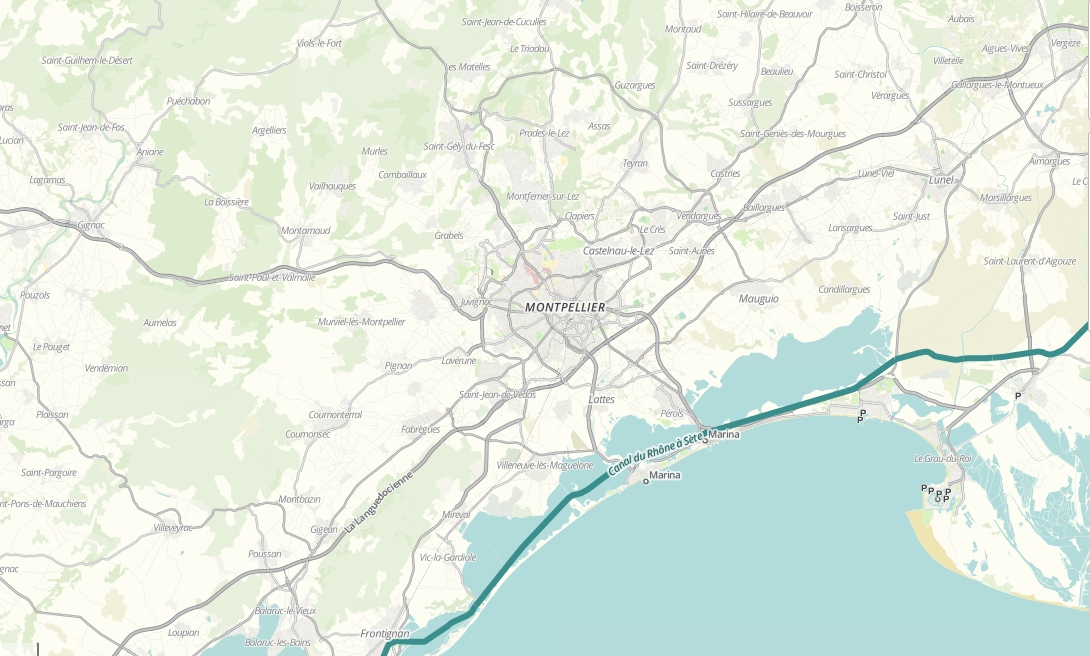 Boisseron
Saint-Jean-de-Cuculles
Saint-Hilaire-de-Beauvoir
Aubais
Montaud
Viols-le-Fort
Vergèze
Le Triadou
Aigues-Vives
Saint-Guilhem-le-Désert
Villetelle
Les Matelles
Saint-Drézéry
Beaulieu
Saint-Christol
Guzargues
Gallargues-le-Montueux
Vérargues
Puéchabon
Sussargues
Saint-Jean-de-Fos
Argelliers
Assas
Prades-le-Lez
Saint-Geniès-des-Mourgues
Saint-Gély-du-Fesc
Aniane
Murles
Teyran
Aimargues
Combaillaux
Castries
Lunel-Viel
Lagamas
Vailhauquès
Lunel
Montferrier-sur-Lez
Marsillargues
La Boissière
Baillargues
Clapiers
Vendargues
Saint-Just
Gignac
Montarnaud
Le Crès
Lansargues
Grabels
Castelnau-le-Lez
Saint-Aunès
Saint-Laurent-d'Aigouze
Saint-Paul-et-Valmalle
Candillargues
Pouzols
Juvignac
Mauguio
MONTPELLIER
Aumelas
Murviel-lès-Montpellier
Le Pouget
Lavérune
Vendémian
Pignan
Saint-Jean-de-Védas
P
Lattes
Plaissan
Cournonterral
Pérols
P
P
Fabrègues
Cournonsec
Marina
Canal du Rhône à Sète
Le Grau-du-Roi
Villeneuve-lès-Maguelone
Saint-Pargoire
Marina
La Languedocienne
P
P
P
P
P
Montbazin
Mireval
Villeveyrac
Gigean
Poussan
Vic-la-Gardiole
Balaruc-le-Vieux
Loupian
Frontignan
Balaruc-les-Bains